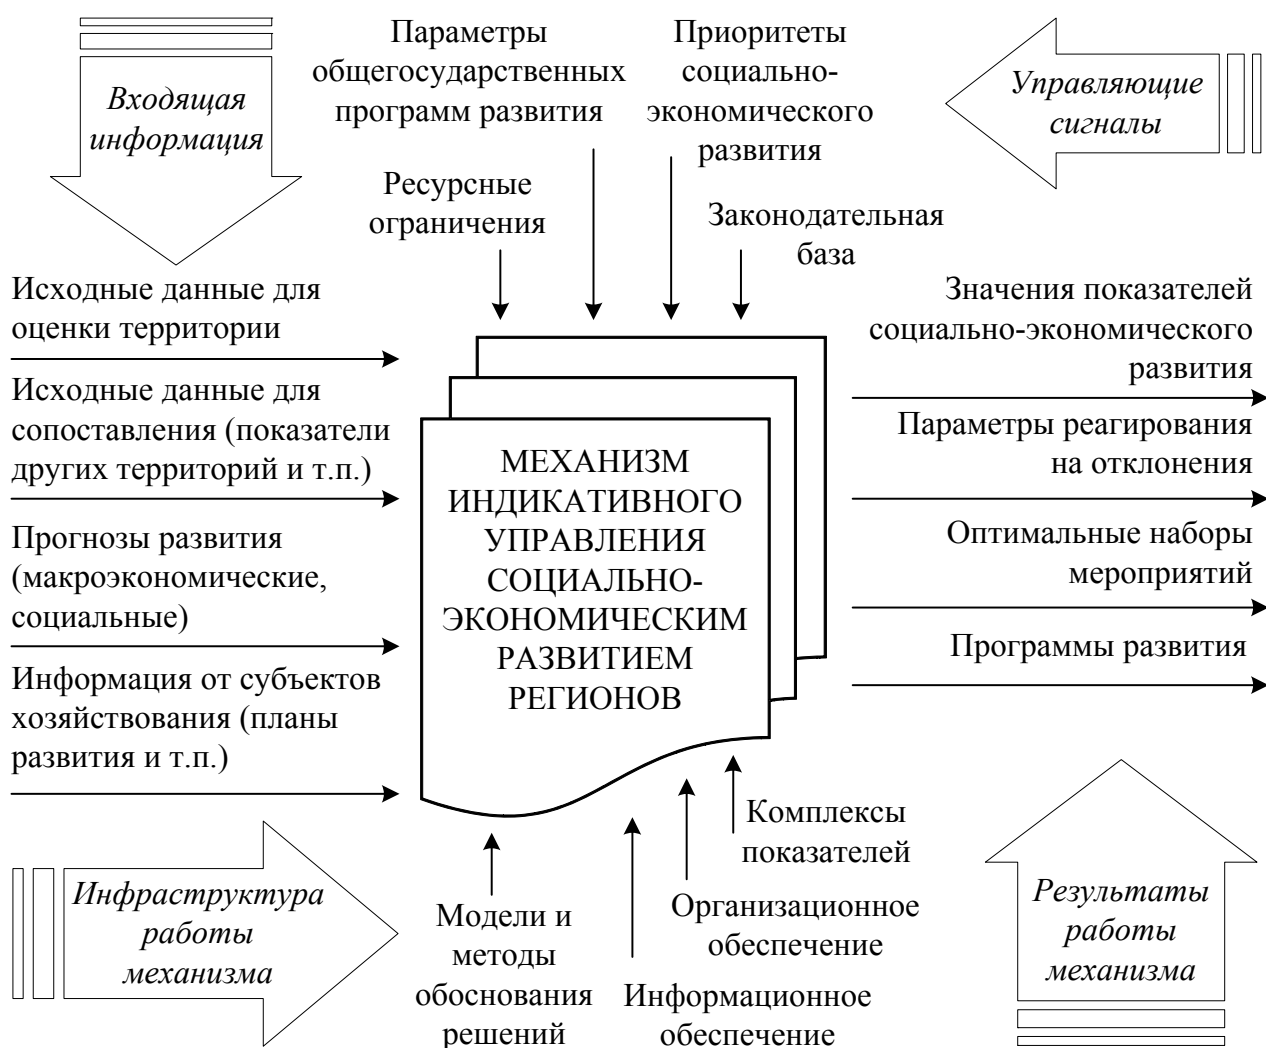 Входящая
информация
Параметры
общегосударственных
программ развития
Приоритеты
социально-
экономического
развития
Управляющие
сигналы
Ресурсные
ограничения
Законодательная
база
Исходные данные для
оценки территории
Исходные данные для
сопоставления (показатели
других территорий и т.п.)
Прогнозы развития
(макроэкономические,
социальные)
Информация от субъектов
хозяйствования (планы
развития и т.п.)
МЕХАНИЗМ
ИНДИКАТИВНОГО
УПРАВЛЕНИЯ
СОЦИАЛЬНО-
ЭКОНОМИЧЕСКИМ
РАЗВИТИЕМ
РЕГИОНОВ
Значения показателей
социально-экономического
развития
Параметры реагирования
на отклонения
Оптимальные наборы
мероприятий
Программы развития
Инфраструктура
работы
механизма
Модели и
методы
обоснования
решений
Информационное
обеспечение
Организационное
обеспечение
Комплексы
показателей
Результаты
работы
механизма